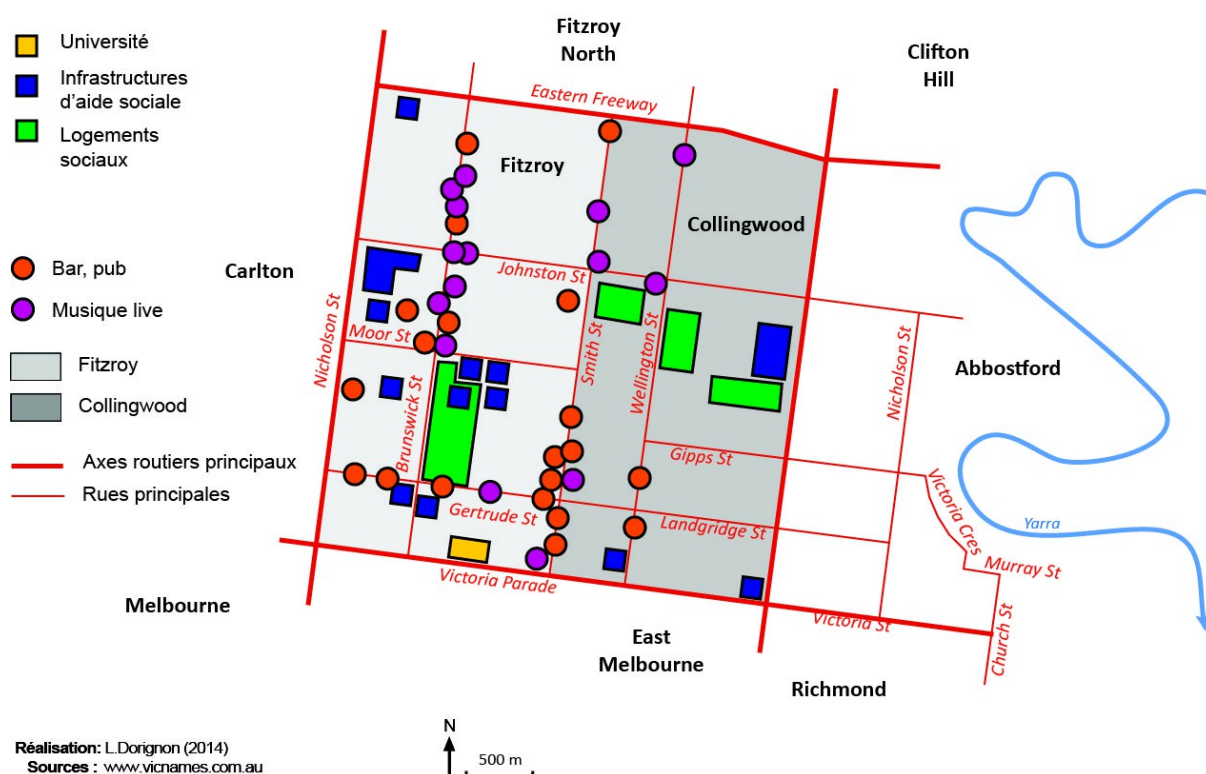 Université
Infrastructures
d'aide sociale
Logements
sociaux
Bar, pub
Musique live
Fitzroy
Collingwood
Axes routiers principaux
Rues principales
Fitzroy
North
Clifton
Hill
Eastern Freeway
Fitzroy
Collingwood
Carlton
Johnston St
Nicholson St
Moor St
Smith St
Wellington St
Nicholson St
Abbostford
Brunswick St
Gipps St
Gertrude St
Landgridge St
Victoria Cres
Yarra
Murray St
Victoria Parade
Melbourne
Victoria St
Church St
East
Melbourne
Richmond
Réalisation: L.Dorignon (2014)
Sources : www.vicnames.com.au
N
500 m